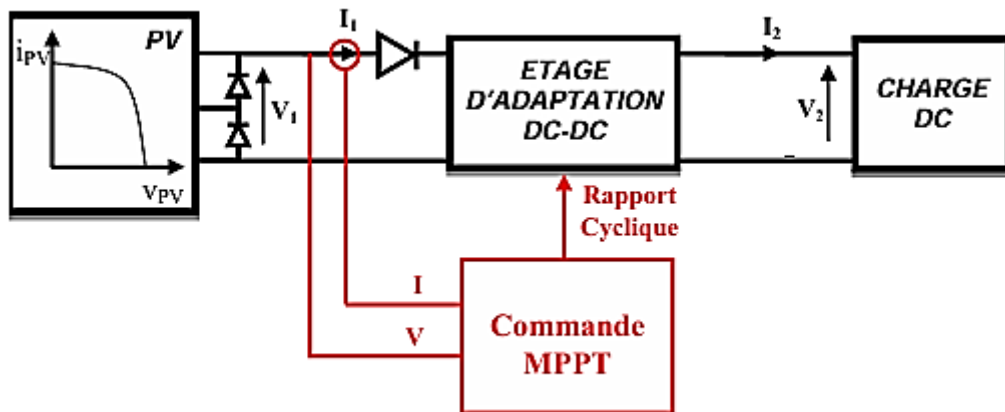 PV
iPV
vPV
V1
I1
ETAGE
D'ADAPTATION
DC-DC
I2
V2
CHARGE
DC
Rapport
Cyclique
I
V
Commande
MPPT